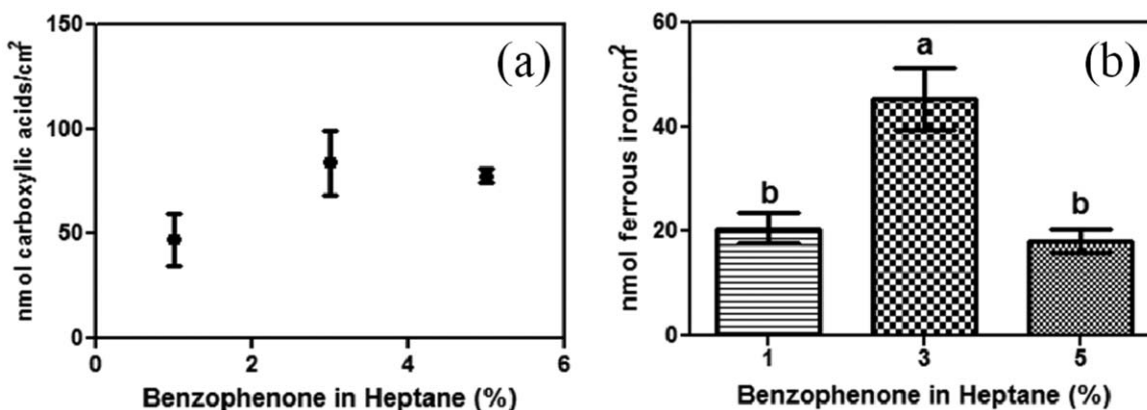 (a)
nmol carboxylic acids/cm²
150
100
50
0
0 2 4 6
Benzophenone in Heptane (%)
(b)
nmol ferrous iron/cm²
60
40
20
0
b a b
1 3 5
Benzophenone in Heptane (%)